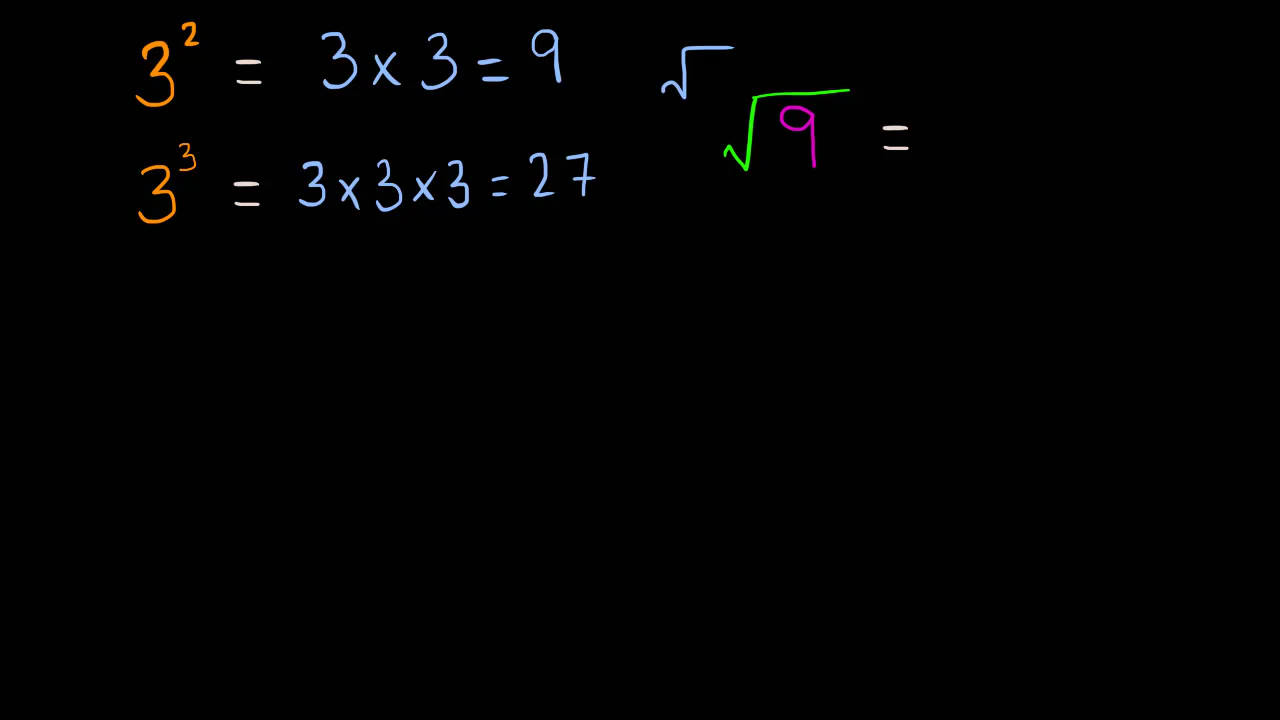 3² = 3 x 3 = 9 √
√9 =
3³ = 3 x 3 x 3 = 27